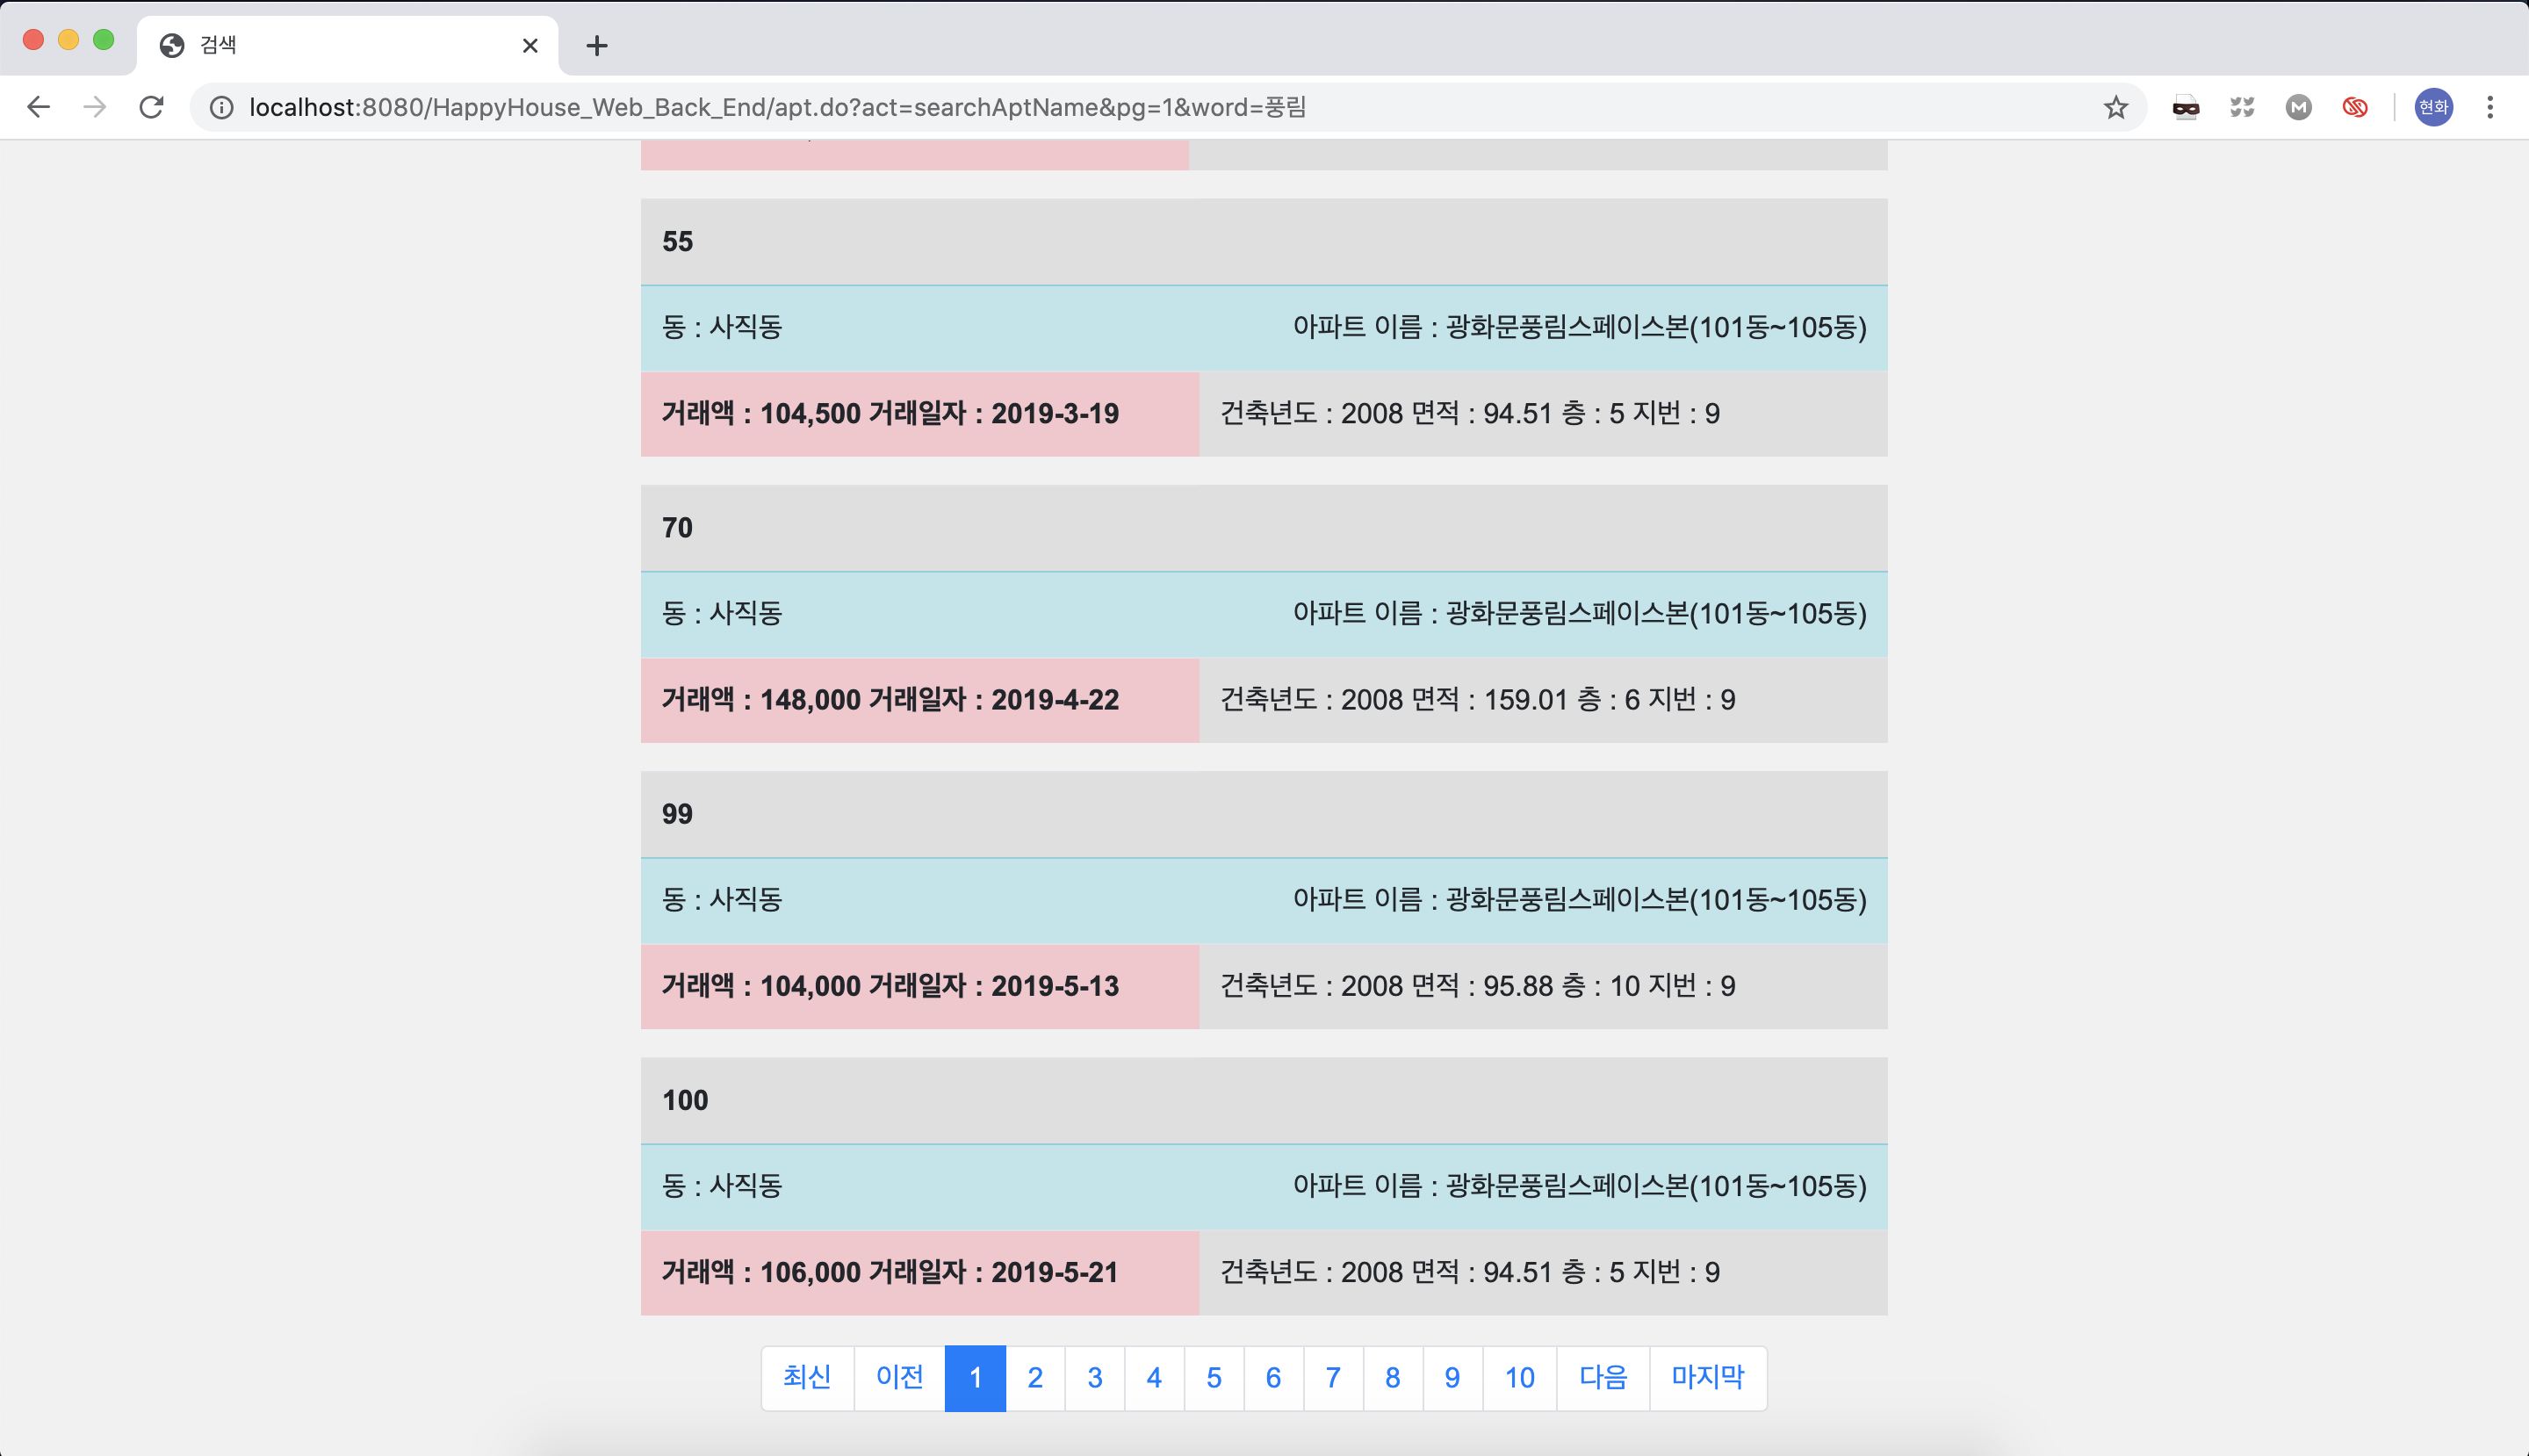 검색
localhost:8080/HappyHouse_Web_Back_End/apt.do?act=searchAptName&pg=1&word=풍림
M
현화
55
동 : 사직동 아파트 이름 : 광화문풍림스페이스본(101동~105동)
거래액 : 104,500 거래일자 : 2019-3-19 건축년도 : 2008 면적 : 94.51 층 : 5 지번 : 9
70
동 : 사직동 아파트 이름 : 광화문풍림스페이스본(101동~105동)
거래액 : 148,000 거래일자 : 2019-4-22 건축년도 : 2008 면적 : 159.01 층 : 6 지번 : 9
99
동 : 사직동 아파트 이름 : 광화문풍림스페이스본(101동~105동)
거래액 : 104,000 거래일자 : 2019-5-13 건축년도 : 2008 면적 : 95.88 층 : 10 지번 : 9
100
동 : 사직동 아파트 이름 : 광화문풍림스페이스본(101동~105동)
거래액 : 106,000 거래일자 : 2019-5-21 건축년도 : 2008 면적 : 94.51 층 : 5 지번 : 9
최신 이전 1 2 3 4 5 6 7 8 9 10 다음 마지막